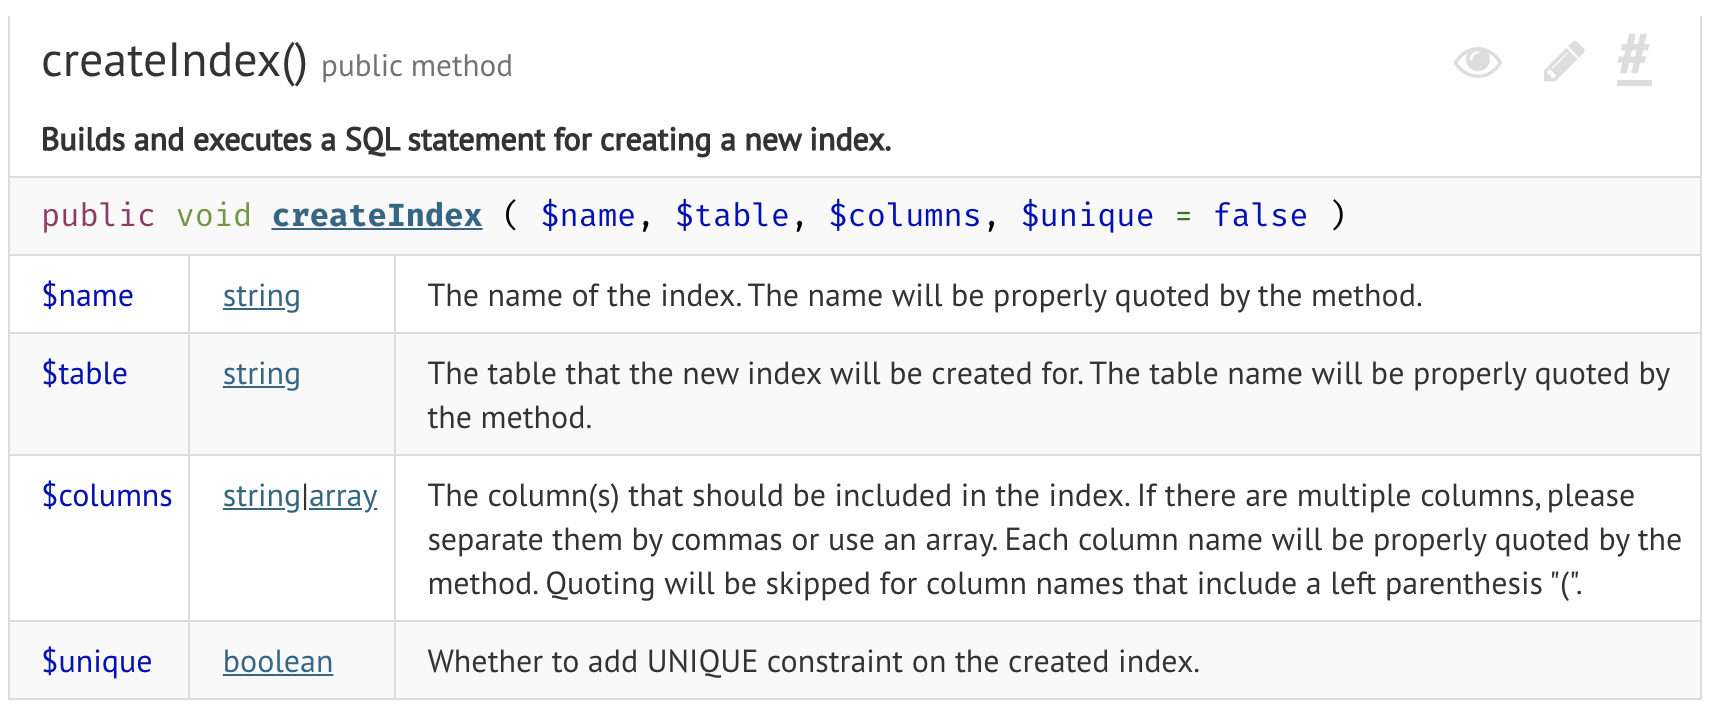 createIndex() public method #
Builds and executes a SQL statement for creating a new index.
public void createIndex ( $name, $table, $columns, $unique = false )
$name string The name of the index. The name will be properly quoted by the method.
$table string The table that the new index will be created for. The table name will be properly quoted by
the method.
$columns string|array The column(s) that should be included in the index. If there are multiple columns, please
separate them by commas or use an array. Each column name will be properly quoted by the
method. Quoting will be skipped for column names that include a left parenthesis "(".
$unique boolean Whether to add UNIQUE constraint on the created index.